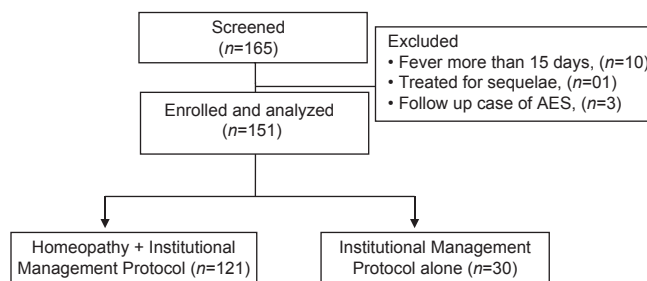 Screened
(n=165)
Excluded
• Fever more than 15 days, (n=10)
• Treated for sequelae, (n=01)
• Follow up case of AES, (n=3)
Enrolled and analyzed
(n=151)
Homeopathy + Institutional
Management Protocol (n=121)
Institutional Management
Protocol alone (n=30)